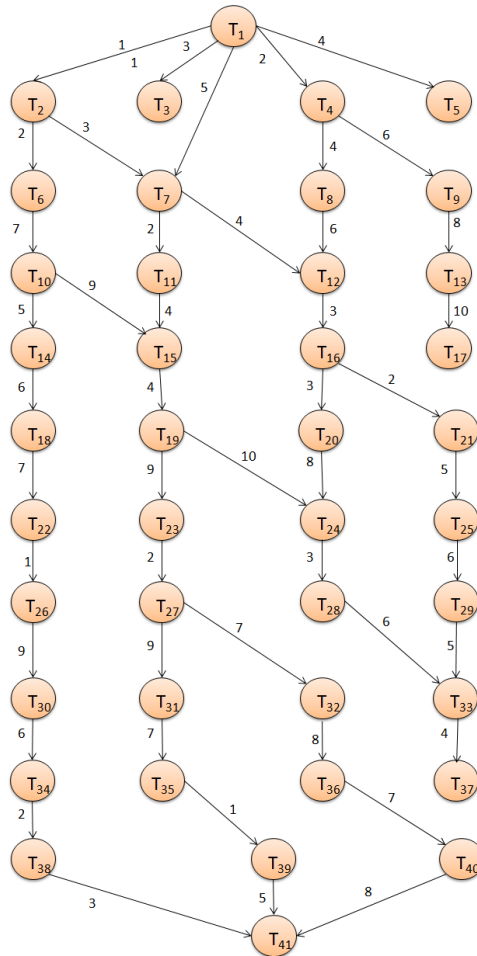 T1
1 3 2 4
1 5
T2 T3 T4 T5
2 3 4 6
T6 T7 T8 T9
7 2 4 6 8
T10 T11 T12 T13
5 9 4 3 10
T14 T15 T16 T17
6 4 3 2
T18 T19 T20 T21
7 9 10 8 5
T22 T23 T24 T25
1 2 3 6
T26 T27 T28 T29
9 9 7 6 5
T30 T31 T32 T33
6 7 8 4
T34 T35 T36 T37
2 1 7
T38 T39 T40
3 5 8
T41